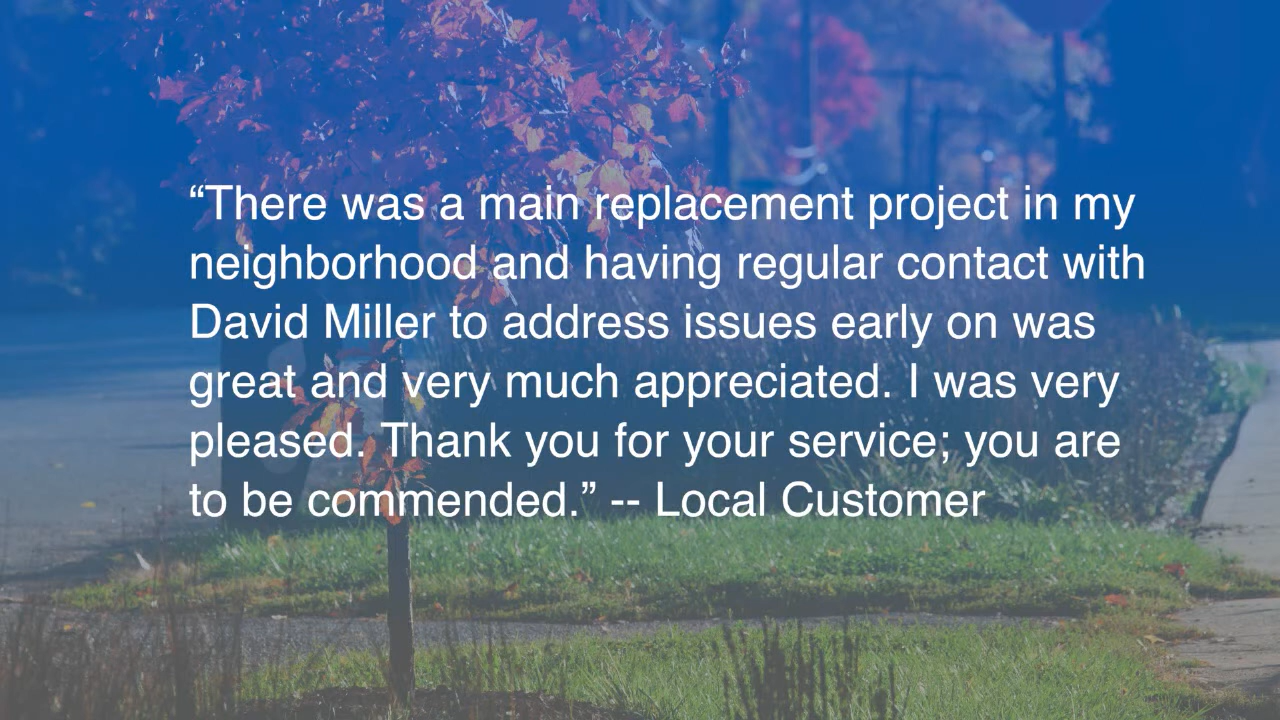 “There was a main replacement project in my
neighborhood and having regular contact with
David Miller to address issues early on was
great and very much appreciated. I was very
pleased. Thank you for your service; you are
to be commended.” -- Local Customer